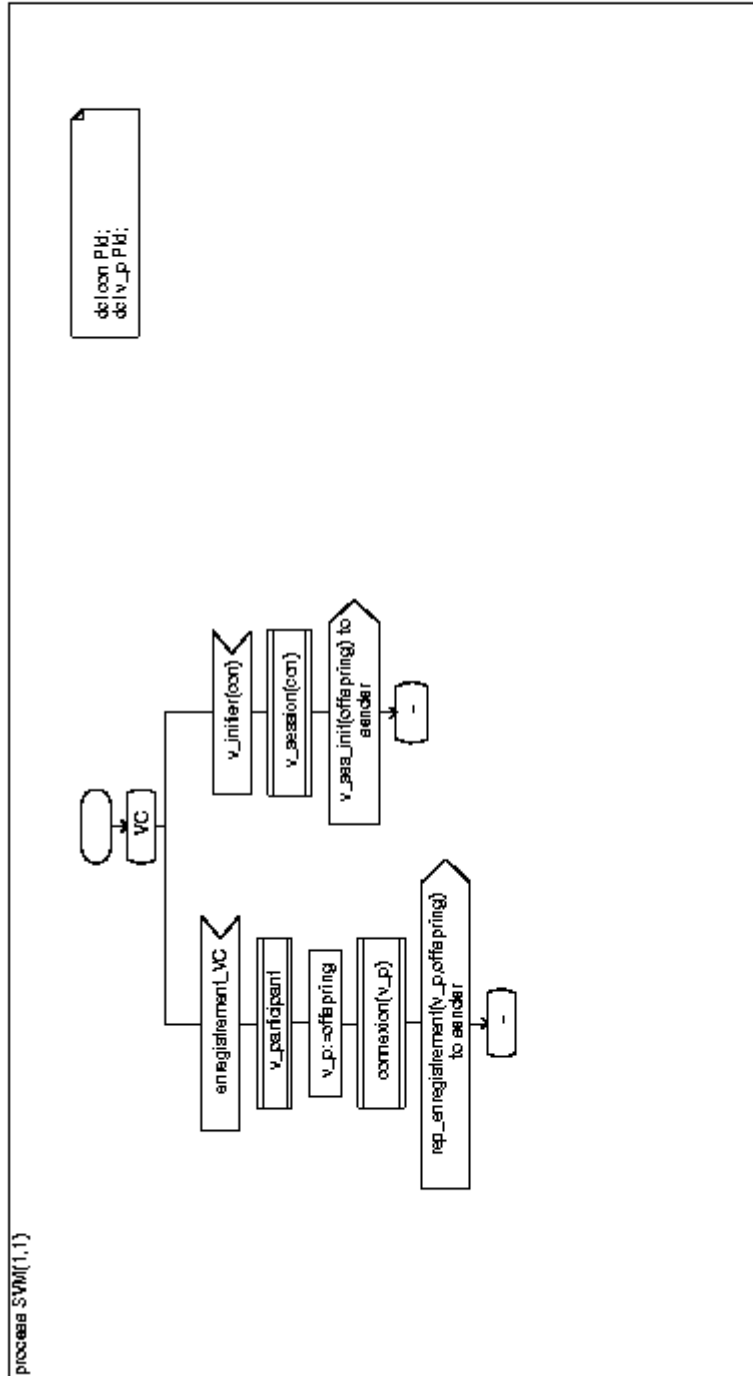 process SVM(1,1)
dcl con PId;
dcl v_p PId;
VC
enregistrement_VC
v_participant
v_p:=offspring
connexion(v_p)
rep_enregistrement(v_p,offspring)
to sender
-
v_initier(con)
v_session(con)
v_ses_init(offspring) to
sender
-